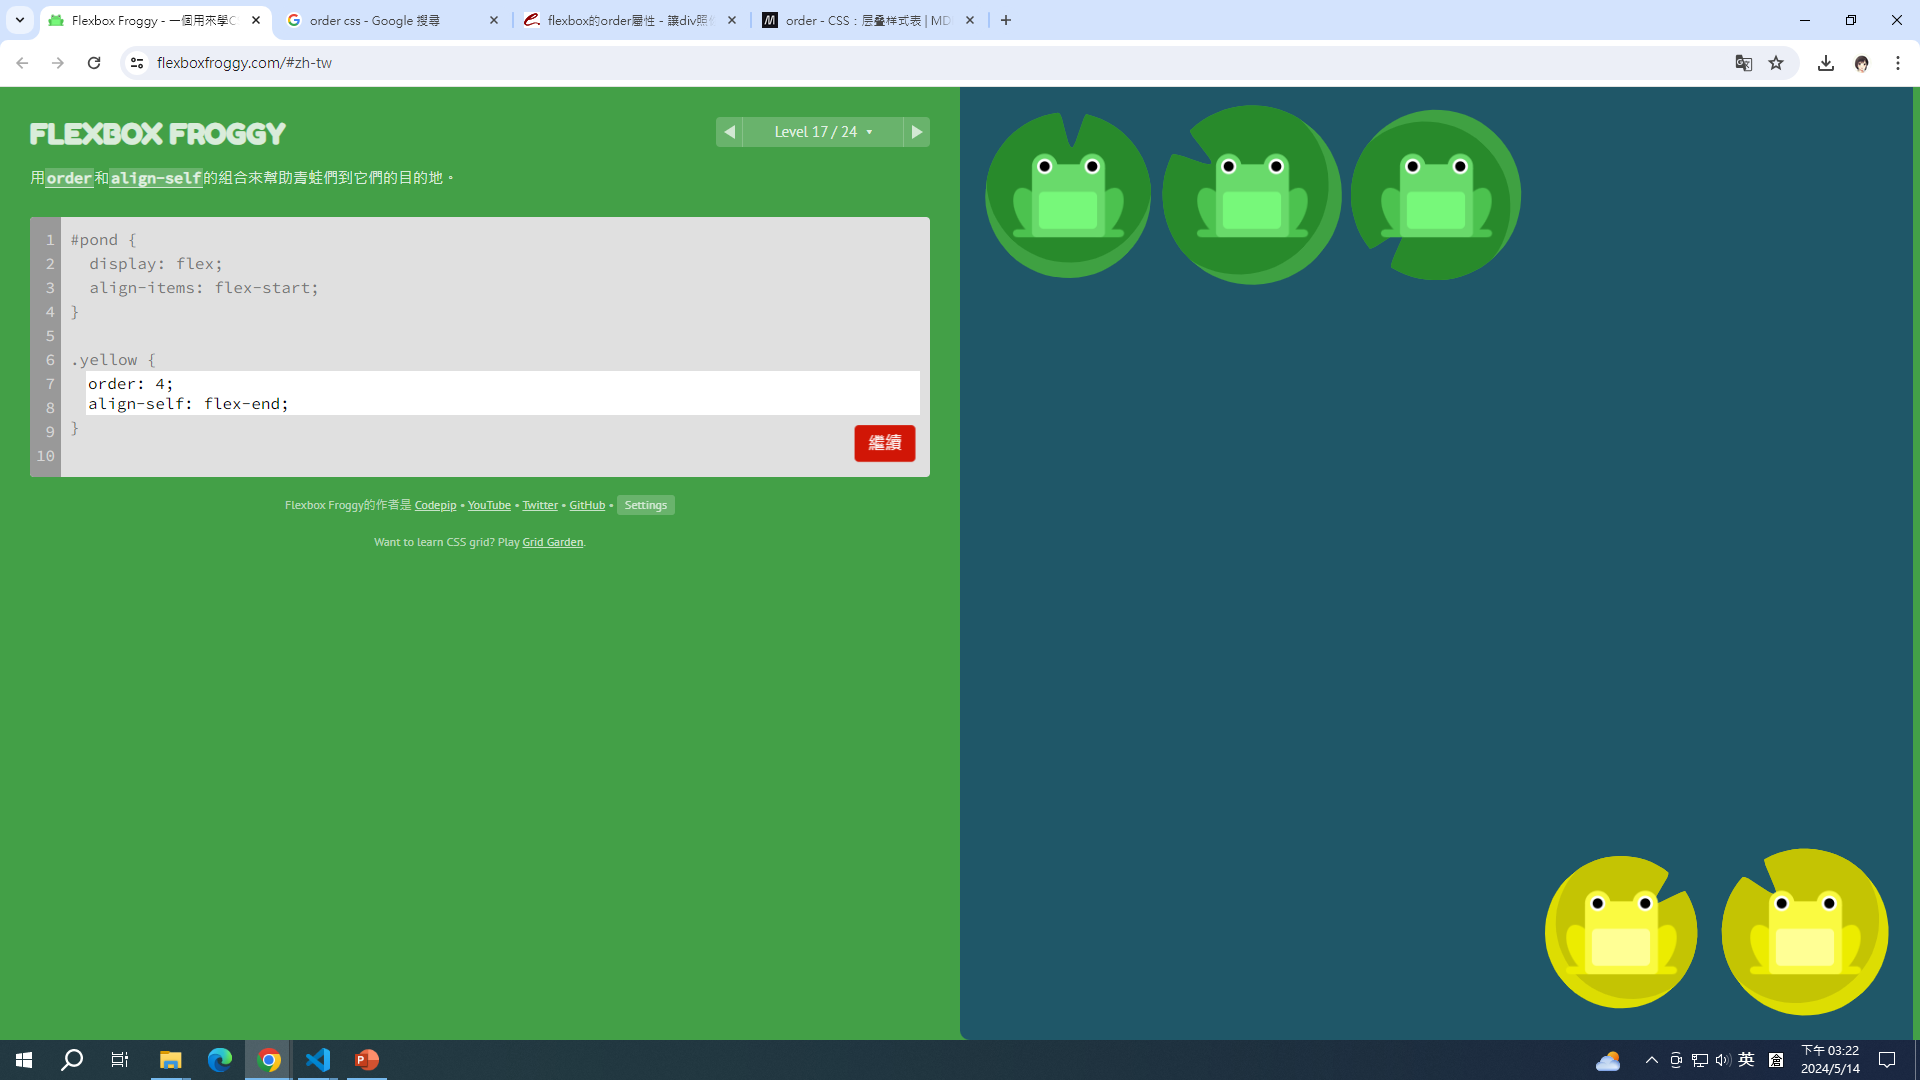 Flexbox Froggy - 一個用來學C
order css - Google 搜尋
flexbox的order屬性 - 讓div照
order - CSS：层叠样式表 | MD
flexboxfroggy.com/#zh-tw
FLEXBOX FROGGY
Level 17 / 24
用order和align-self的組合來幫助青蛙們到它們的目的地。
1 #pond {
2 display: flex;
3 align-items: flex-start;
4 }
5
6 .yellow {
7 order: 4;
8 align-self: flex-end;
9 }
10
繼續
Flexbox Froggy的作者是 Codepip • YouTube • Twitter • GitHub • Settings
Want to learn CSS grid? Play Grid Garden.
英
下午 03:22
2024/5/14